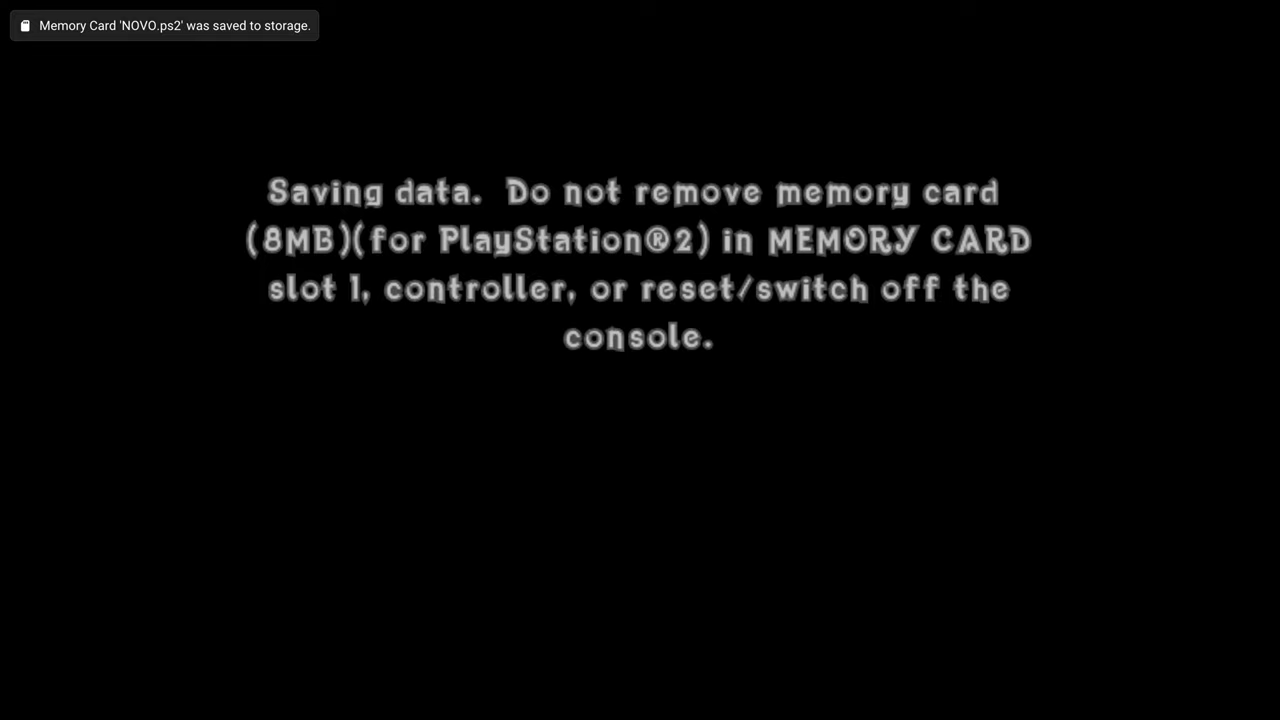 Memory Card 'NOVO.ps2' was saved to storage.
Saving data. Do not remove memory card
(8MB)(for PlayStation®2) in MEMORY CARD
slot 1, controller, or reset/switch off the
console.